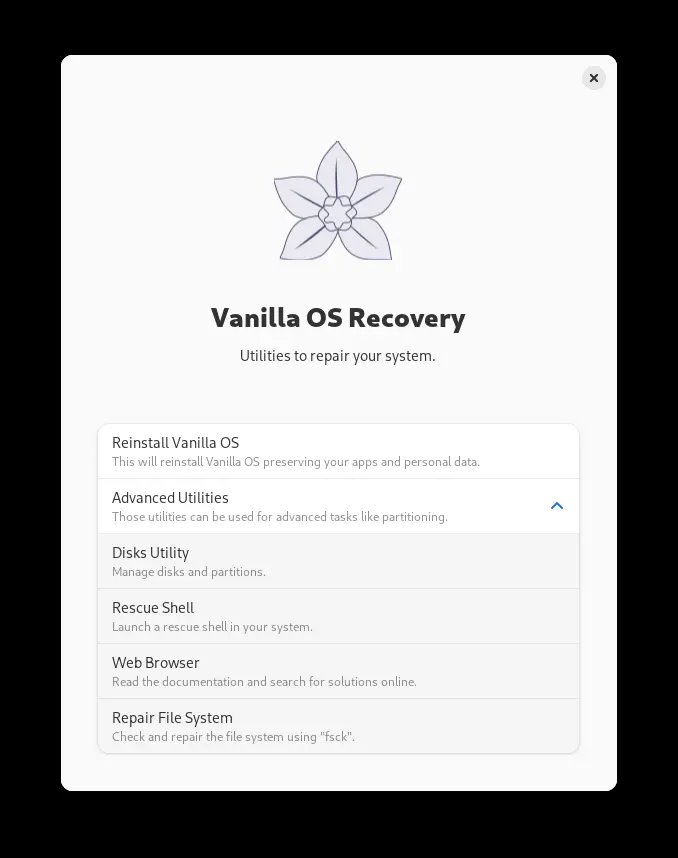 Vanilla OS Recovery
Utilities to repair your system.
Reinstall Vanilla OS
This will reinstall Vanilla OS preserving your apps and personal data.
Advanced Utilities
Those utilities can be used for advanced tasks like partitioning.
Disks Utility
Manage disks and partitions.
Rescue Shell
Launch a rescue shell in your system.
Web Browser
Read the documentation and search for solutions online.
Repair File System
Check and repair the file system using "fsck".